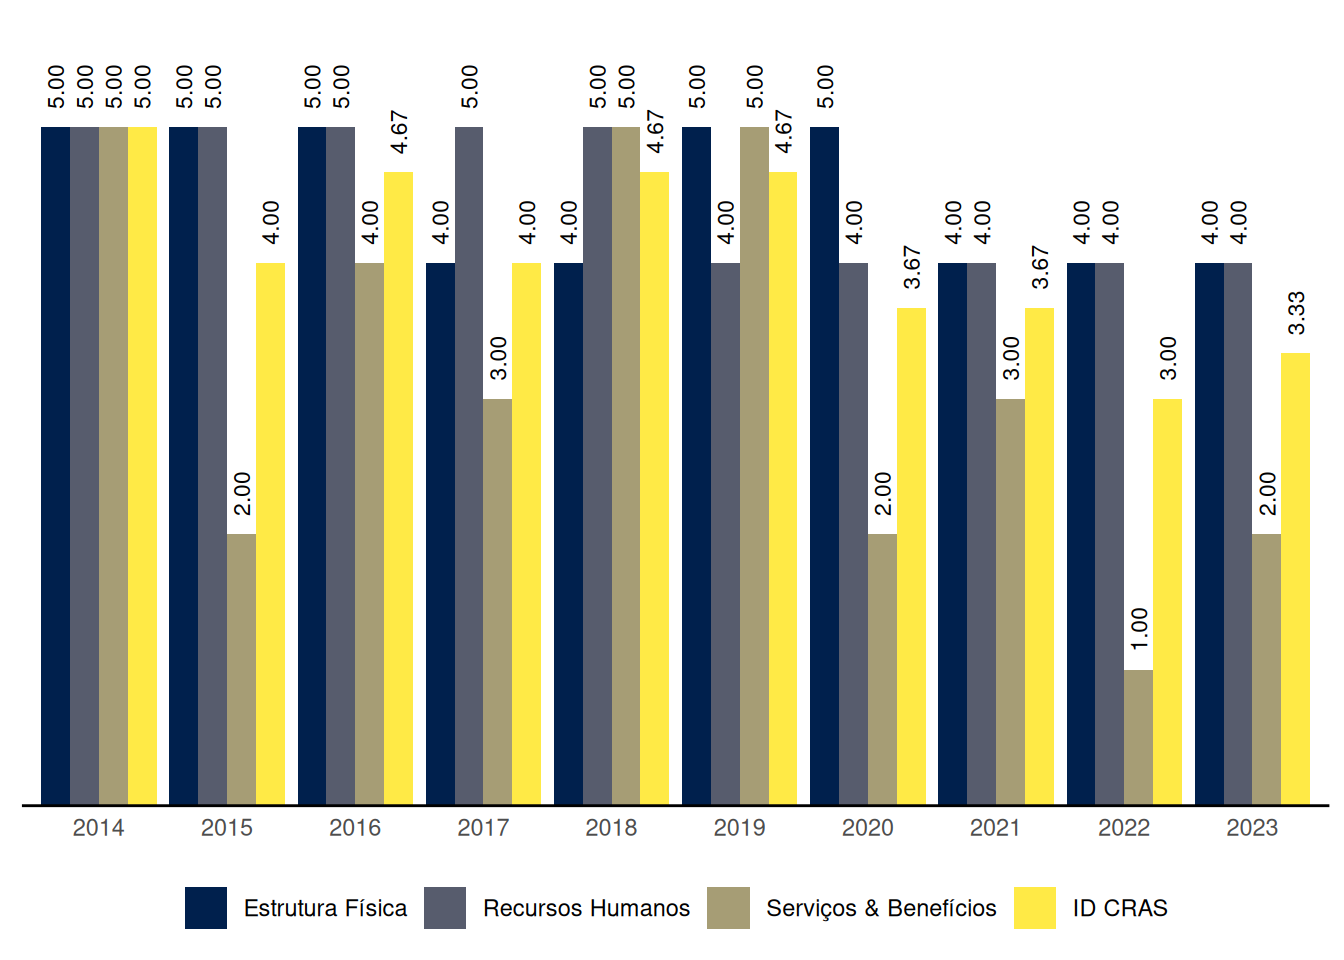 5.00 5.00 5.00 5.00 5.00 5.00 2.00 4.00 5.00 5.00 4.00 4.67 4.00 5.00 3.00 4.00 4.00 5.00 5.00 4.67 5.00 4.00 5.00 4.67 5.00 4.00 2.00 3.67 4.00 4.00 3.00 3.67 4.00 4.00 1.00 3.00 4.00 4.00 2.00 3.33
2014 2015 2016 2017 2018 2019 2020 2021 2022 2023
Estrutura Física Recursos Humanos Serviços & Benefícios ID CRAS